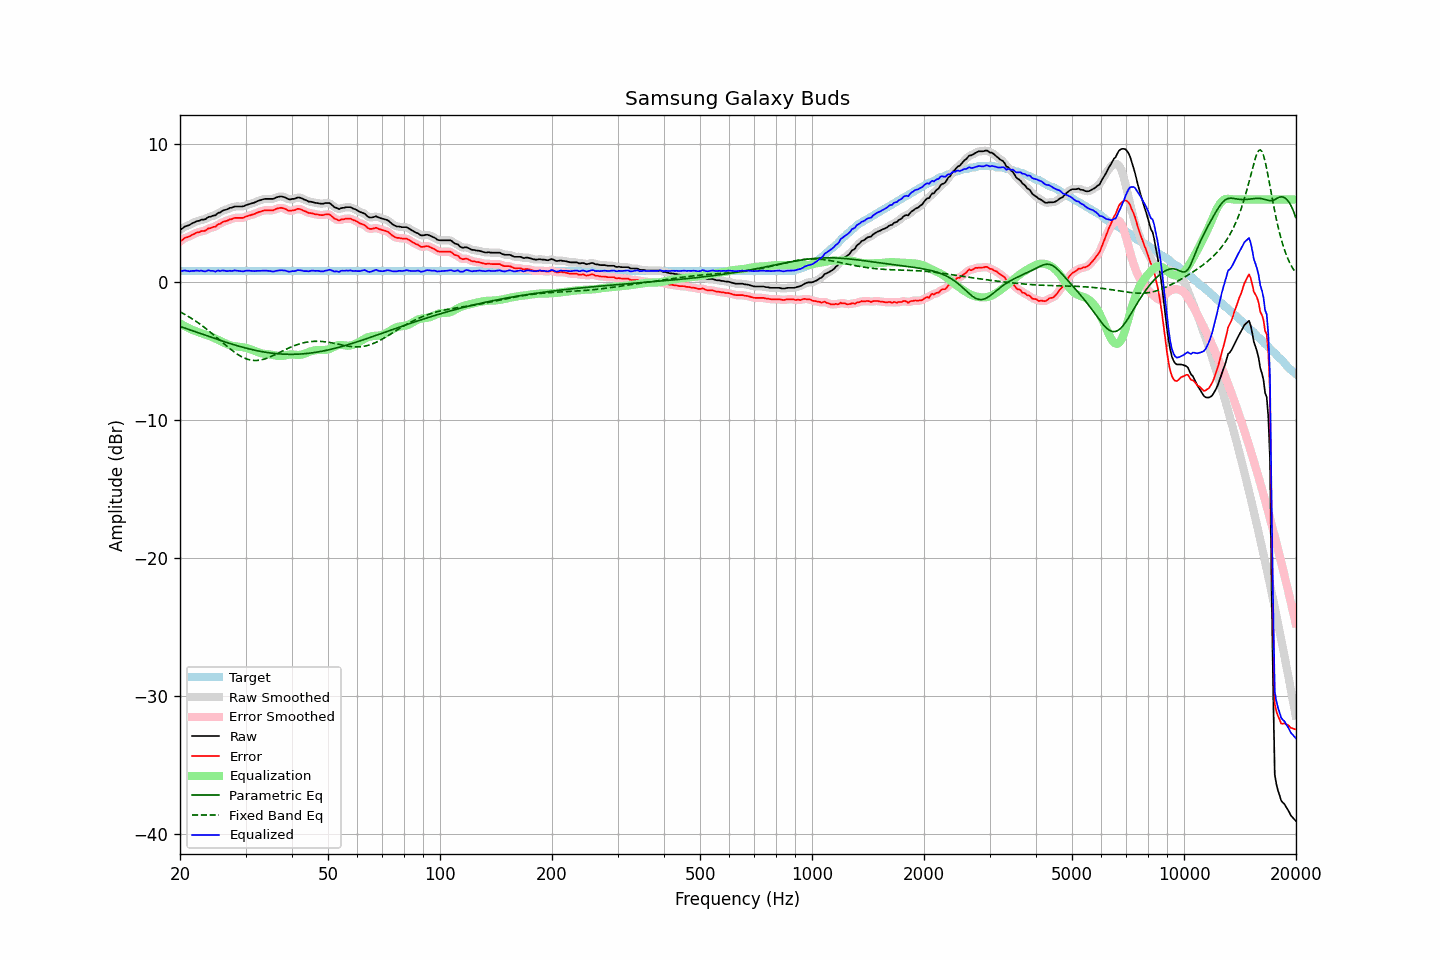 Samsung Galaxy Buds
10
0
−10
−20
−30
−40
Amplitude (dBr)
Target
Raw Smoothed
Error Smoothed
Raw
Error
Equalization
Parametric Eq
Fixed Band Eq
Equalized
20 50 100 200 500 1000 2000 5000 10000 20000
Frequency (Hz)